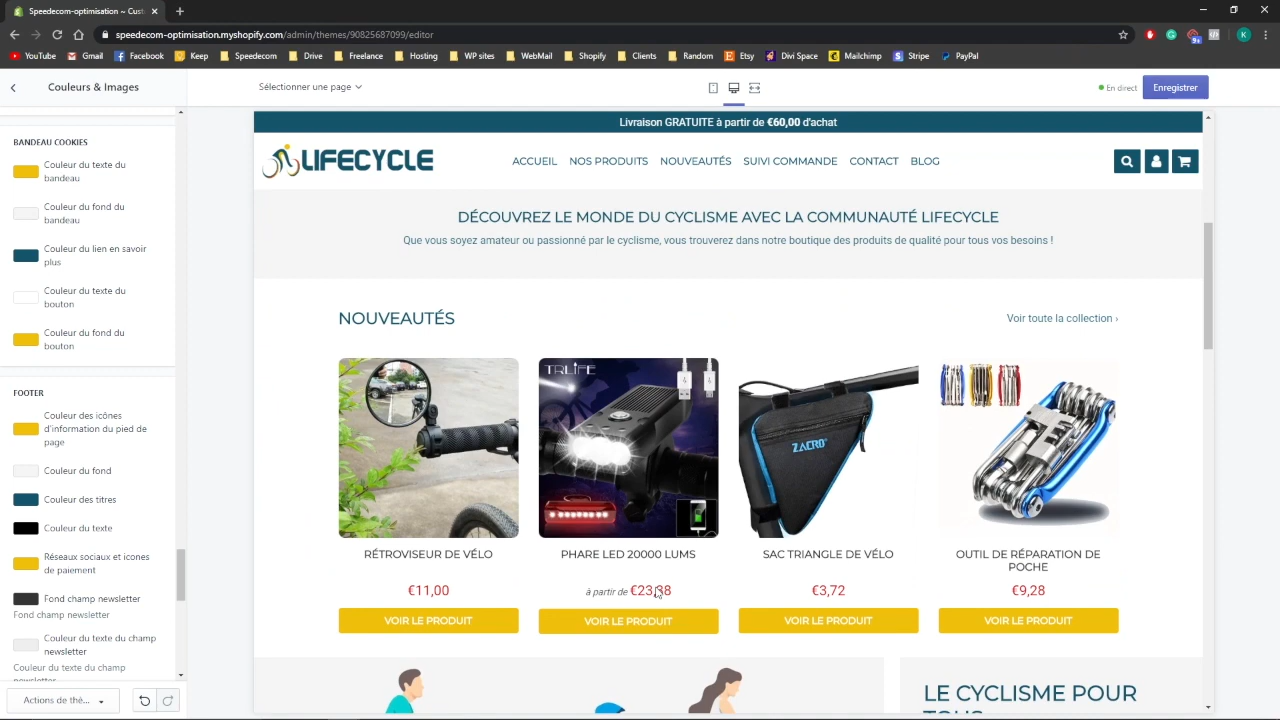 Speedecom Optimisation ~ Cust
speedecom-optimisation.myshopify.com/admin/themes/90825687099/editor
K
YouTube
Gmail
Facebook
Keep
Speedecom
Drive
Freelance
Hosting
WP sites
WebMail
Shopify
Clients
Random
Etsy
Divi Space
Mailchimp
Stripe
PayPal
Couleurs & Images
Sélectionner une page
En direct
Enregistrer
BANDEAU COOKIES
Couleur du texte du
bandeau
Couleur du fond du
bandeau
Couleur du lien en savoir
plus
Couleur du texte du
bouton
Couleur du fond du
bouton
FOOTER
Couleur des icônes
d'information du pied de
page
Couleur du fond
Couleur des titres
Couleur du texte
Réseaux sociaux et icones
de paiement
Fond champ newsletter
Fond champ newsletter
Couleur du texte du champ
newsletter
Couleur du texte du champ
newsletter
Actions de thé...
Livraison GRATUITE à partir de €60,00 d'achat
LIFECYCLE
ACCUEIL
NOS PRODUITS
NOUVEAUTÉS
SUIVI COMMANDE
CONTACT
BLOG
DÉCOUVREZ LE MONDE DU CYCLISME AVEC LA COMMUNAUTÉ LIFECYCLE
Que vous soyez amateur ou passionné par le cyclisme, vous trouverez dans notre boutique des produits de qualité pour tous vos besoins !
NOUVEAUTÉS
Voir toute la collection ›
TRLIFE
ZACRO
RÉTROVISEUR DE VÉLO
€11,00
VOIR LE PRODUIT
PHARE LED 20000 LUMS
à partir de €23,38
VOIR LE PRODUIT
SAC TRIANGLE DE VÉLO
€3,72
VOIR LE PRODUIT
OUTIL DE RÉPARATION DE
POCHE
€9,28
VOIR LE PRODUIT
LE CYCLISME POUR
TOUS